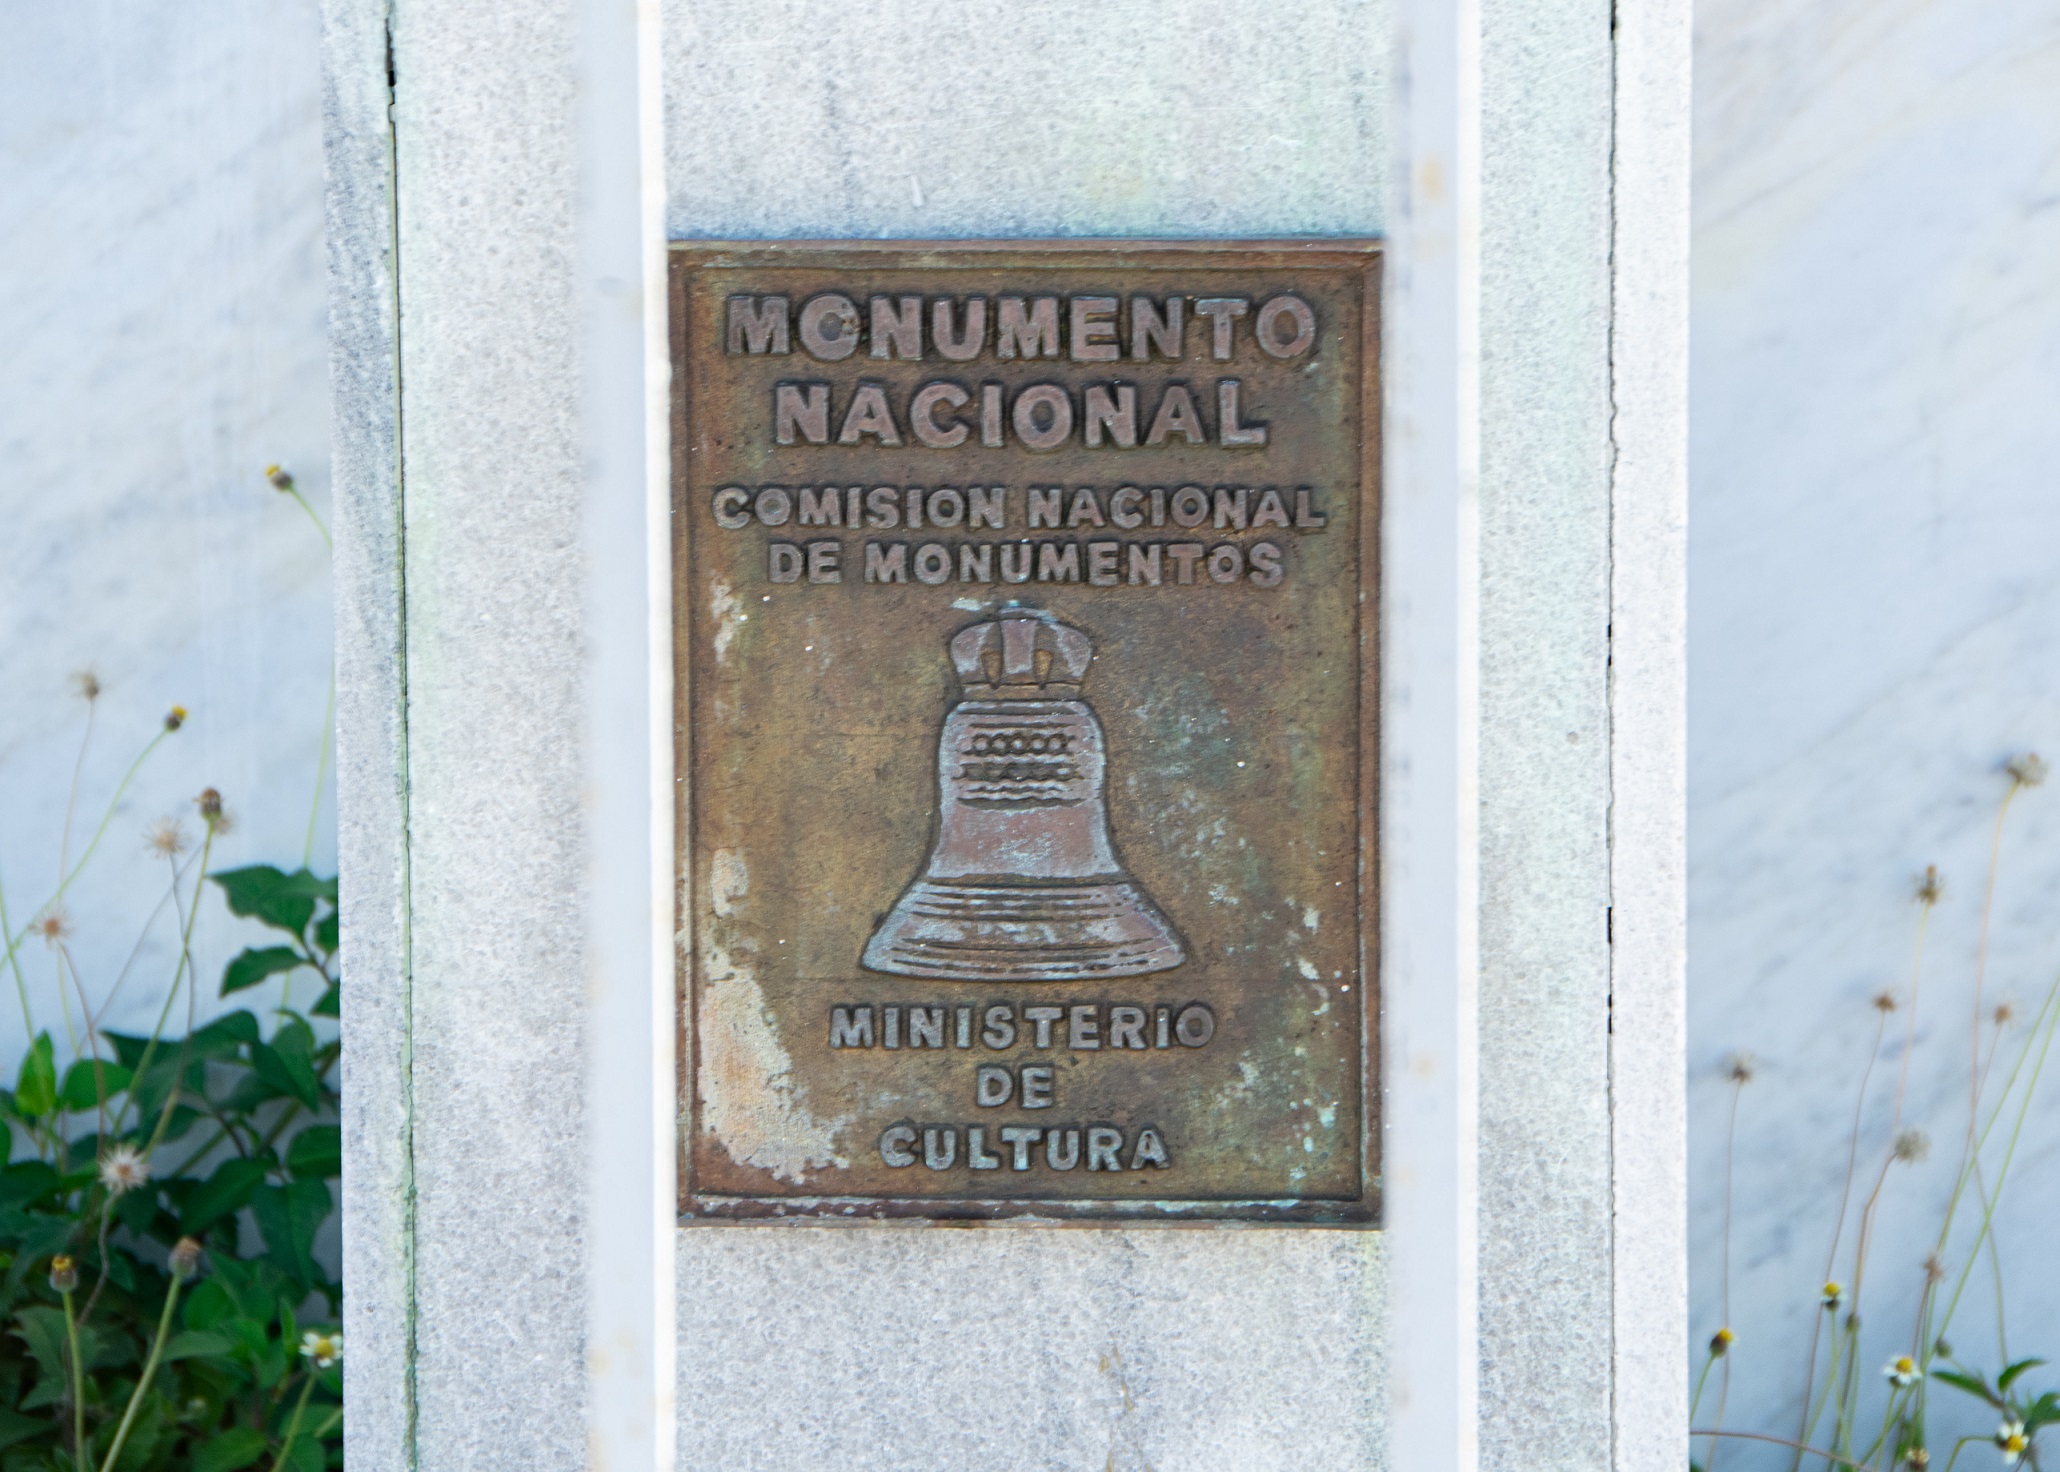 MONUMENTO
NACIONAL
COMISION NACIONAL
DE MONUMENTOS
MINISTERIO
DE
CULTURA